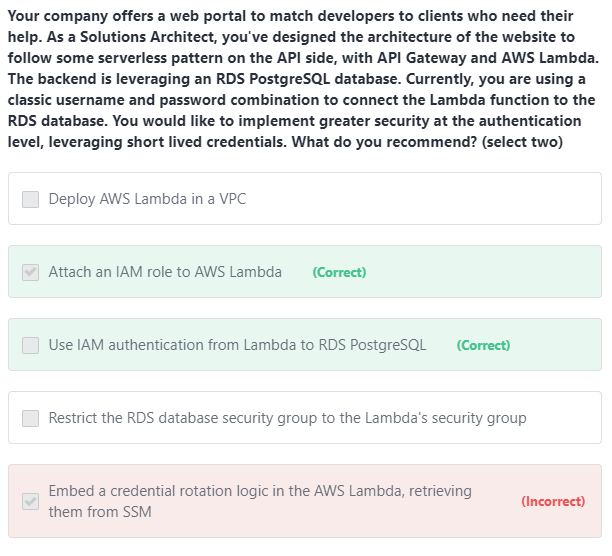 Your company offers a web portal to match developers to clients who need their
help. As a Solutions Architect, you've designed the architecture of the website to
follow some serverless pattern on the API side, with API Gateway and AWS Lambda.
The backend is leveraging an RDS PostgreSQL database. Currently, you are using a
classic username and password combination to connect the Lambda function to the
RDS database. You would like to implement greater security at the authentication
level, leveraging short lived credentials. What do you recommend? (select two)
Deploy AWS Lambda in a VPC
Attach an IAM role to AWS Lambda (Correct)
Use IAM authentication from Lambda to RDS PostgreSQL (Correct)
Restrict the RDS database security group to the Lambda's security group
Embed a credential rotation logic in the AWS Lambda, retrieving
them from SSM
(Incorrect)